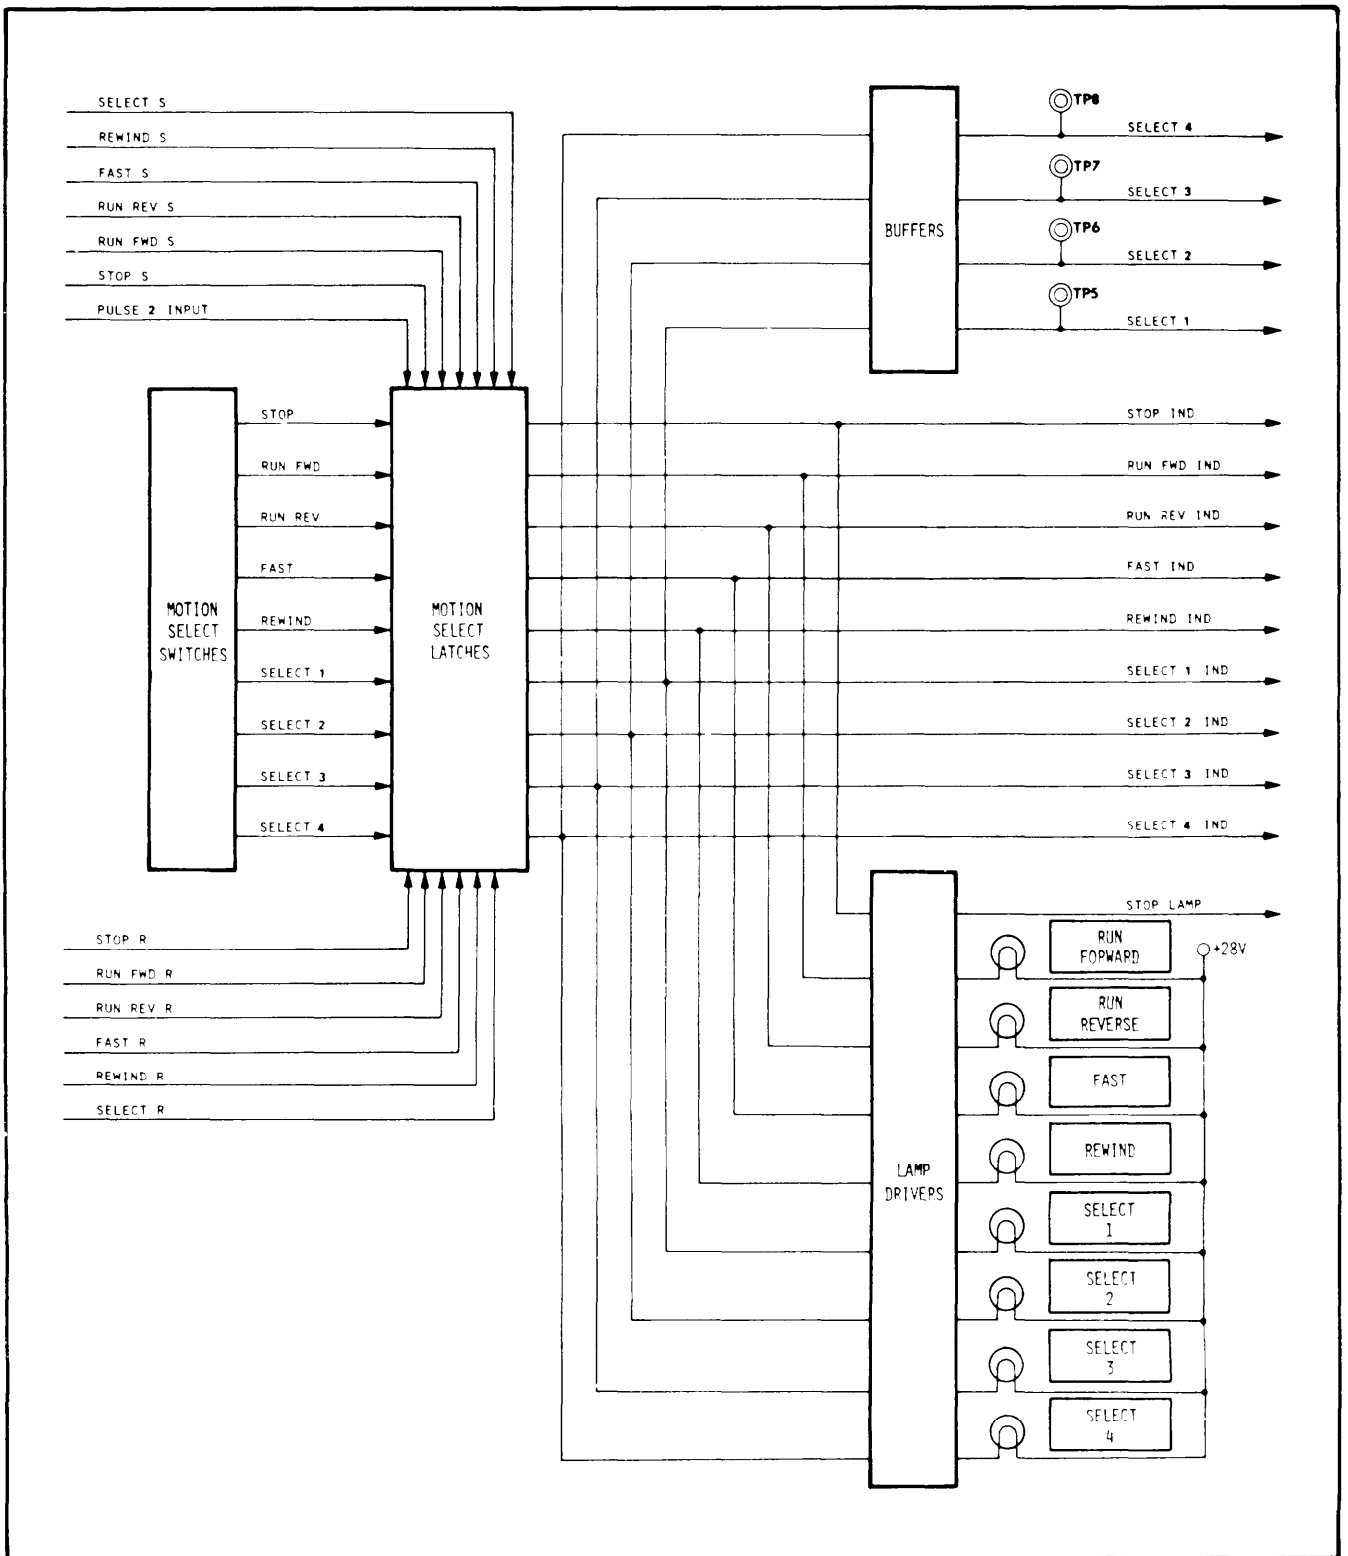 SELECT S
REWIND S
FAST S
RUN REV S
RUN FWD S
STOP S
PULSE 2 INPUT
TP8
SELECT 4
TP7
SELECT 3
BUFFERS
TP6
SELECT 2
TP5
SELECT 1
STOP
RUN FWD
RUN REV
FAST
REWIND
SELECT 1
SELECT 2
SELECT 3
SELECT 4
MOTION
SELECT
SWITCHES
MOTION
SELECT
LATCHES
STOP IND
RUN FWD IND
RUN REV IND
FAST IND
REWIND IND
SELECT 1 IND
SELECT 2 IND
SELECT 3 IND
SELECT 4 IND
STOP R
RUN FWD R
RUN REV R
FAST R
REWIND R
SELECT R
LAMP
DRIVERS
STOP LAMP
+28V
RUN
FOPWARD
RUN
REVERSE
FAST
REWIND
SELECT
1
SELECT
2
SELECT
3
SELECT
4